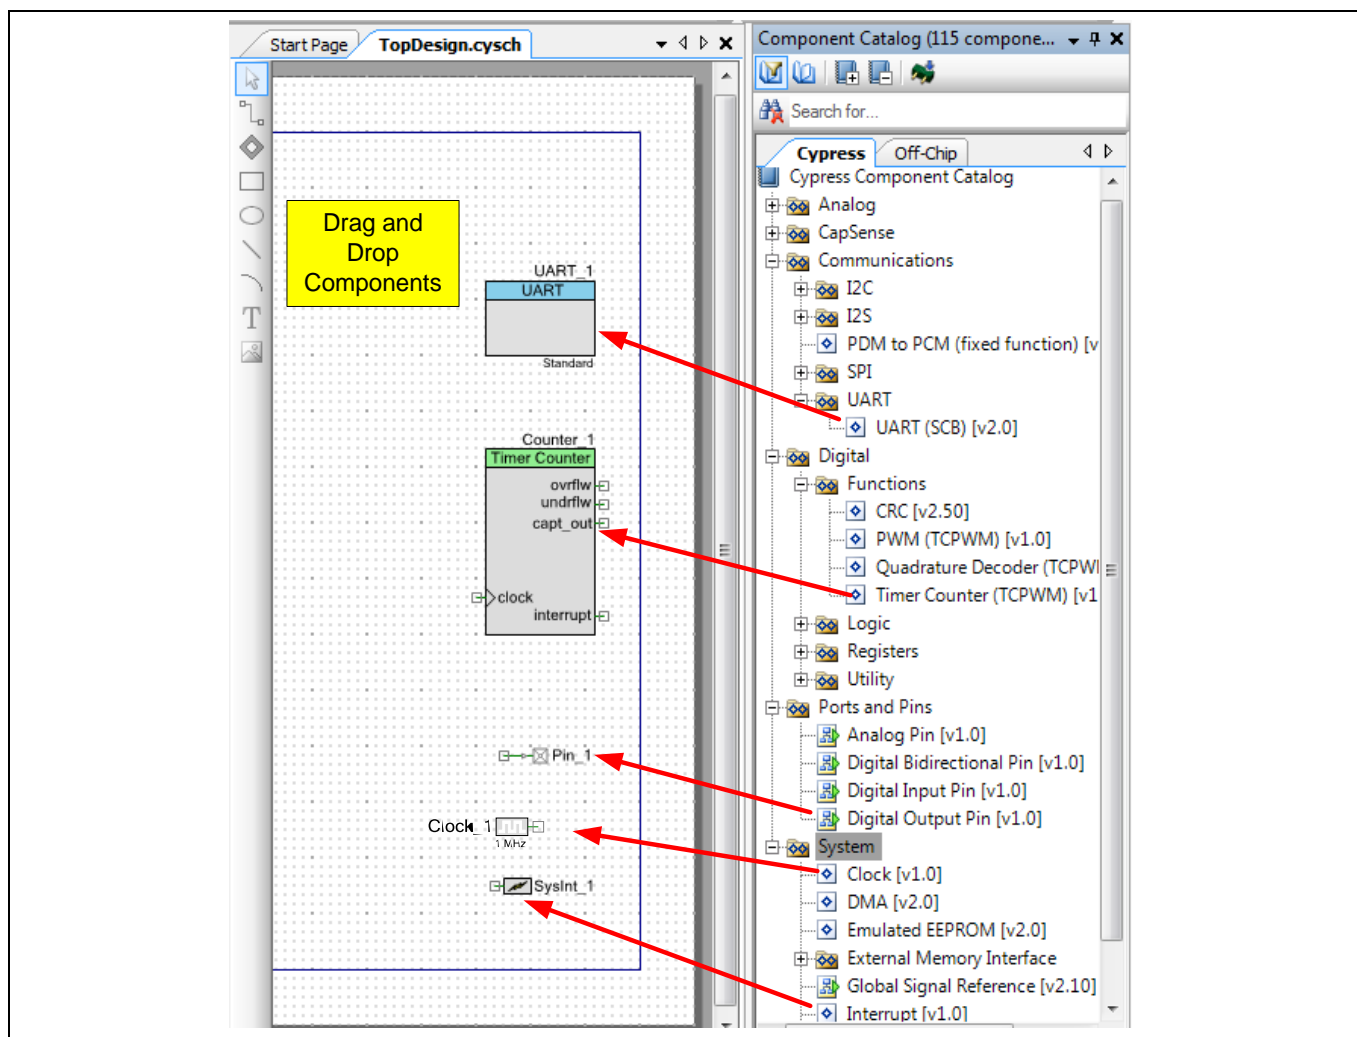 Start Page
TopDesign.cysch
Drag and
Drop
Components
UART_1
UART
Standard
Counter_1
Timer Counter
ovrflw
undrflw
capt_out
clock
interrupt
Pin_1
Clock_1
1 MHz
SysInt_1
Component Catalog (115 compone...
Search for...
Cypress
Off-Chip
Cypress Component Catalog
Analog
CapSense
Communications
I2C
I2S
PDM to PCM (fixed function) [v
SPI
UART
UART (SCB) [v2.0]
Digital
Functions
CRC [v2.50]
PWM (TCPWM) [v1.0]
Quadrature Decoder (TCPWI
Timer Counter (TCPWM) [v1
Logic
Registers
Utility
Ports and Pins
Analog Pin [v1.0]
Digital Bidirectional Pin [v1.0]
Digital Input Pin [v1.0]
Digital Output Pin [v1.0]
System
Clock [v1.0]
DMA [v2.0]
Emulated EEPROM [v2.0]
External Memory Interface
Global Signal Reference [v2.10]
Interrupt [v1.0]